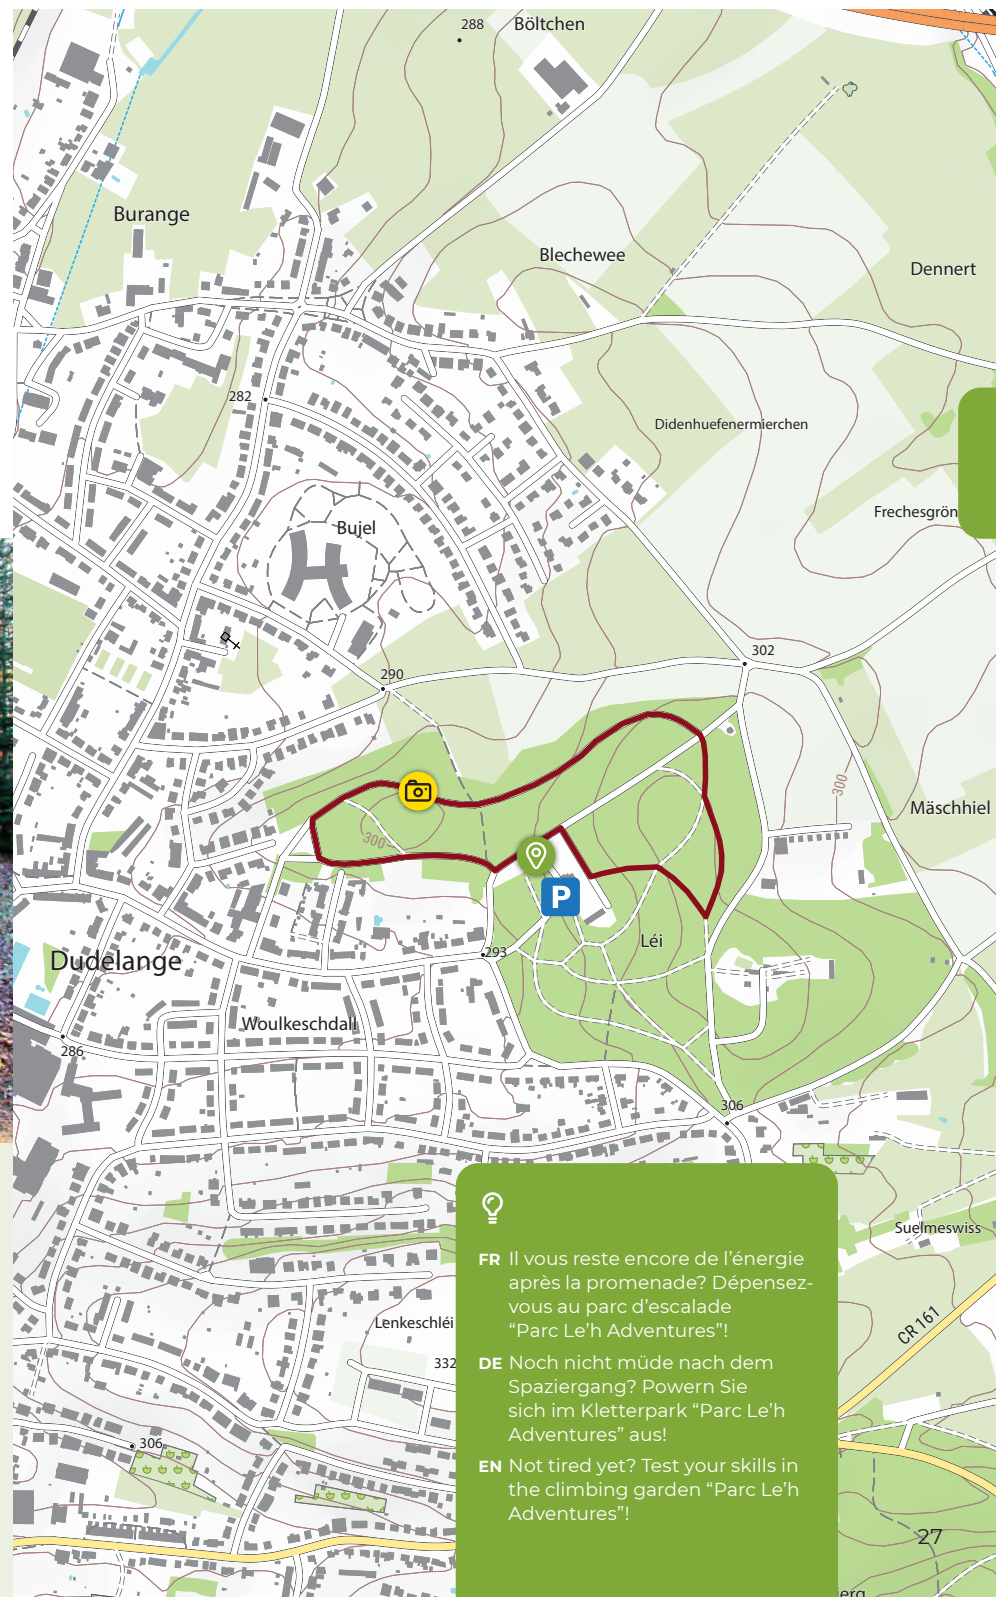 288
Böltchen
Burange
Blechewee
Dennert
282
Didenhuefenermierchen
Frechesgrön
Bujel
302
290
300
Mäschhiel
300
P
Léi
293
Dudelange
Woulkeschdall
286
306
Suelmeswiss
CR 161
Lenkeschléi
332
306
FR Il vous reste encore de l’énergie
après la promenade? Dépensez-
vous au parc d’escalade
“Parc Le’h Adventures”!
DE Noch nicht müde nach dem
Spaziergang? Powern Sie
sich im Kletterpark “Parc Le’h
Adventures” aus!
EN Not tired yet? Test your skills in
the climbing garden “Parc Le’h
Adventures”!
27